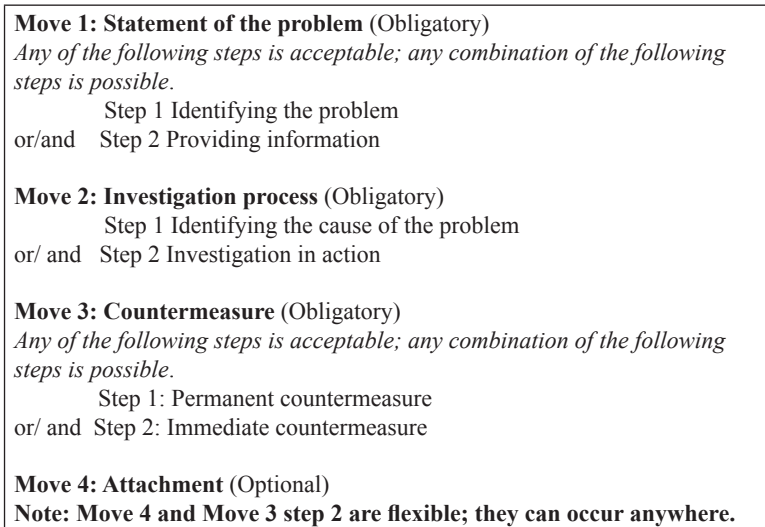 Move 1: Statement of the problem (Obligatory)
Any of the following steps is acceptable; any combination of the following
steps is possible.
Step 1 Identifying the problem
or/and Step 2 Providing information
Move 2: Investigation process (Obligatory)
Step 1 Identifying the cause of the problem
or/ and Step 2 Investigation in action
Move 3: Countermeasure (Obligatory)
Any of the following steps is acceptable; any combination of the following
steps is possible.
Step 1: Permanent countermeasure
or/ and Step 2: Immediate countermeasure
Move 4: Attachment (Optional)
Note: Move 4 and Move 3 step 2 are flexible; they can occur anywhere.